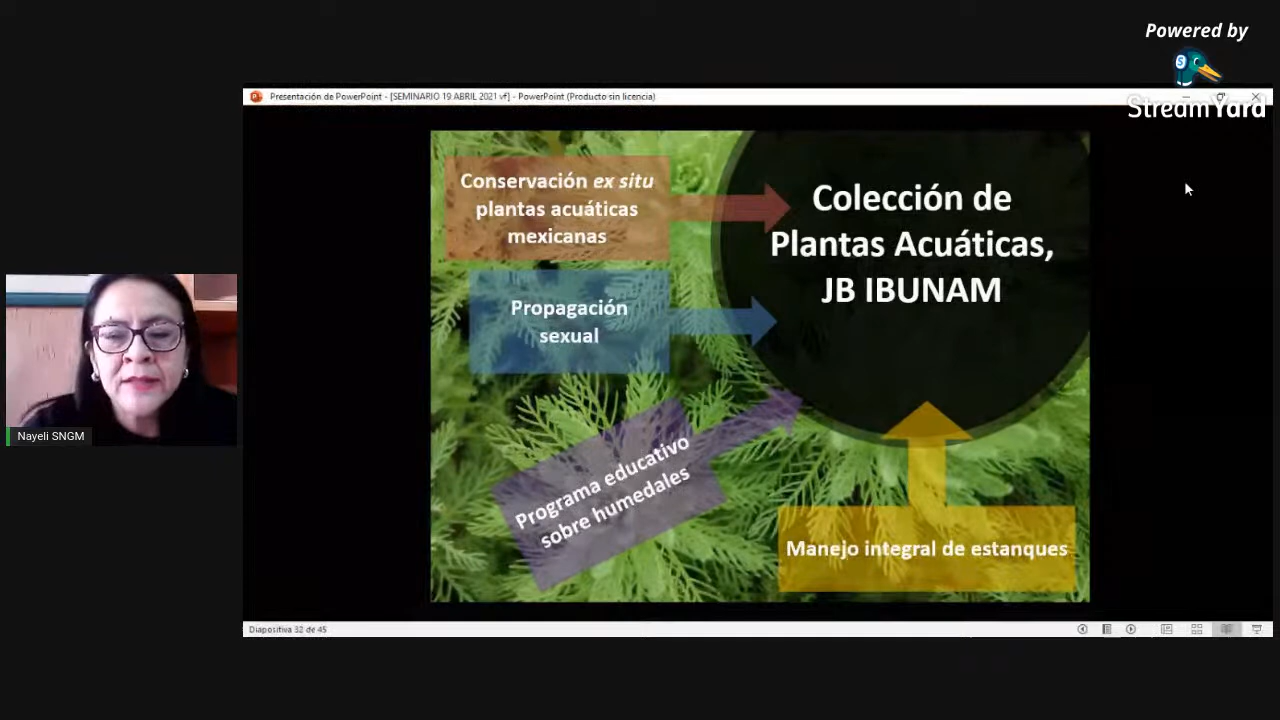 Powered by
StreamYard
Presentación de PowerPoint - [SEMINARIO 19 ABRIL 2021 vf] - PowerPoint (Producto sin licencia)
Conservación ex situ
plantas acuáticas
mexicanas
Propagación
sexual
Programa educativo
sobre humedales
Colección de
Plantas Acuáticas,
JB IBUNAM
Manejo integral de estanques
Nayeli SNGM
Diapositiva 32 de 45